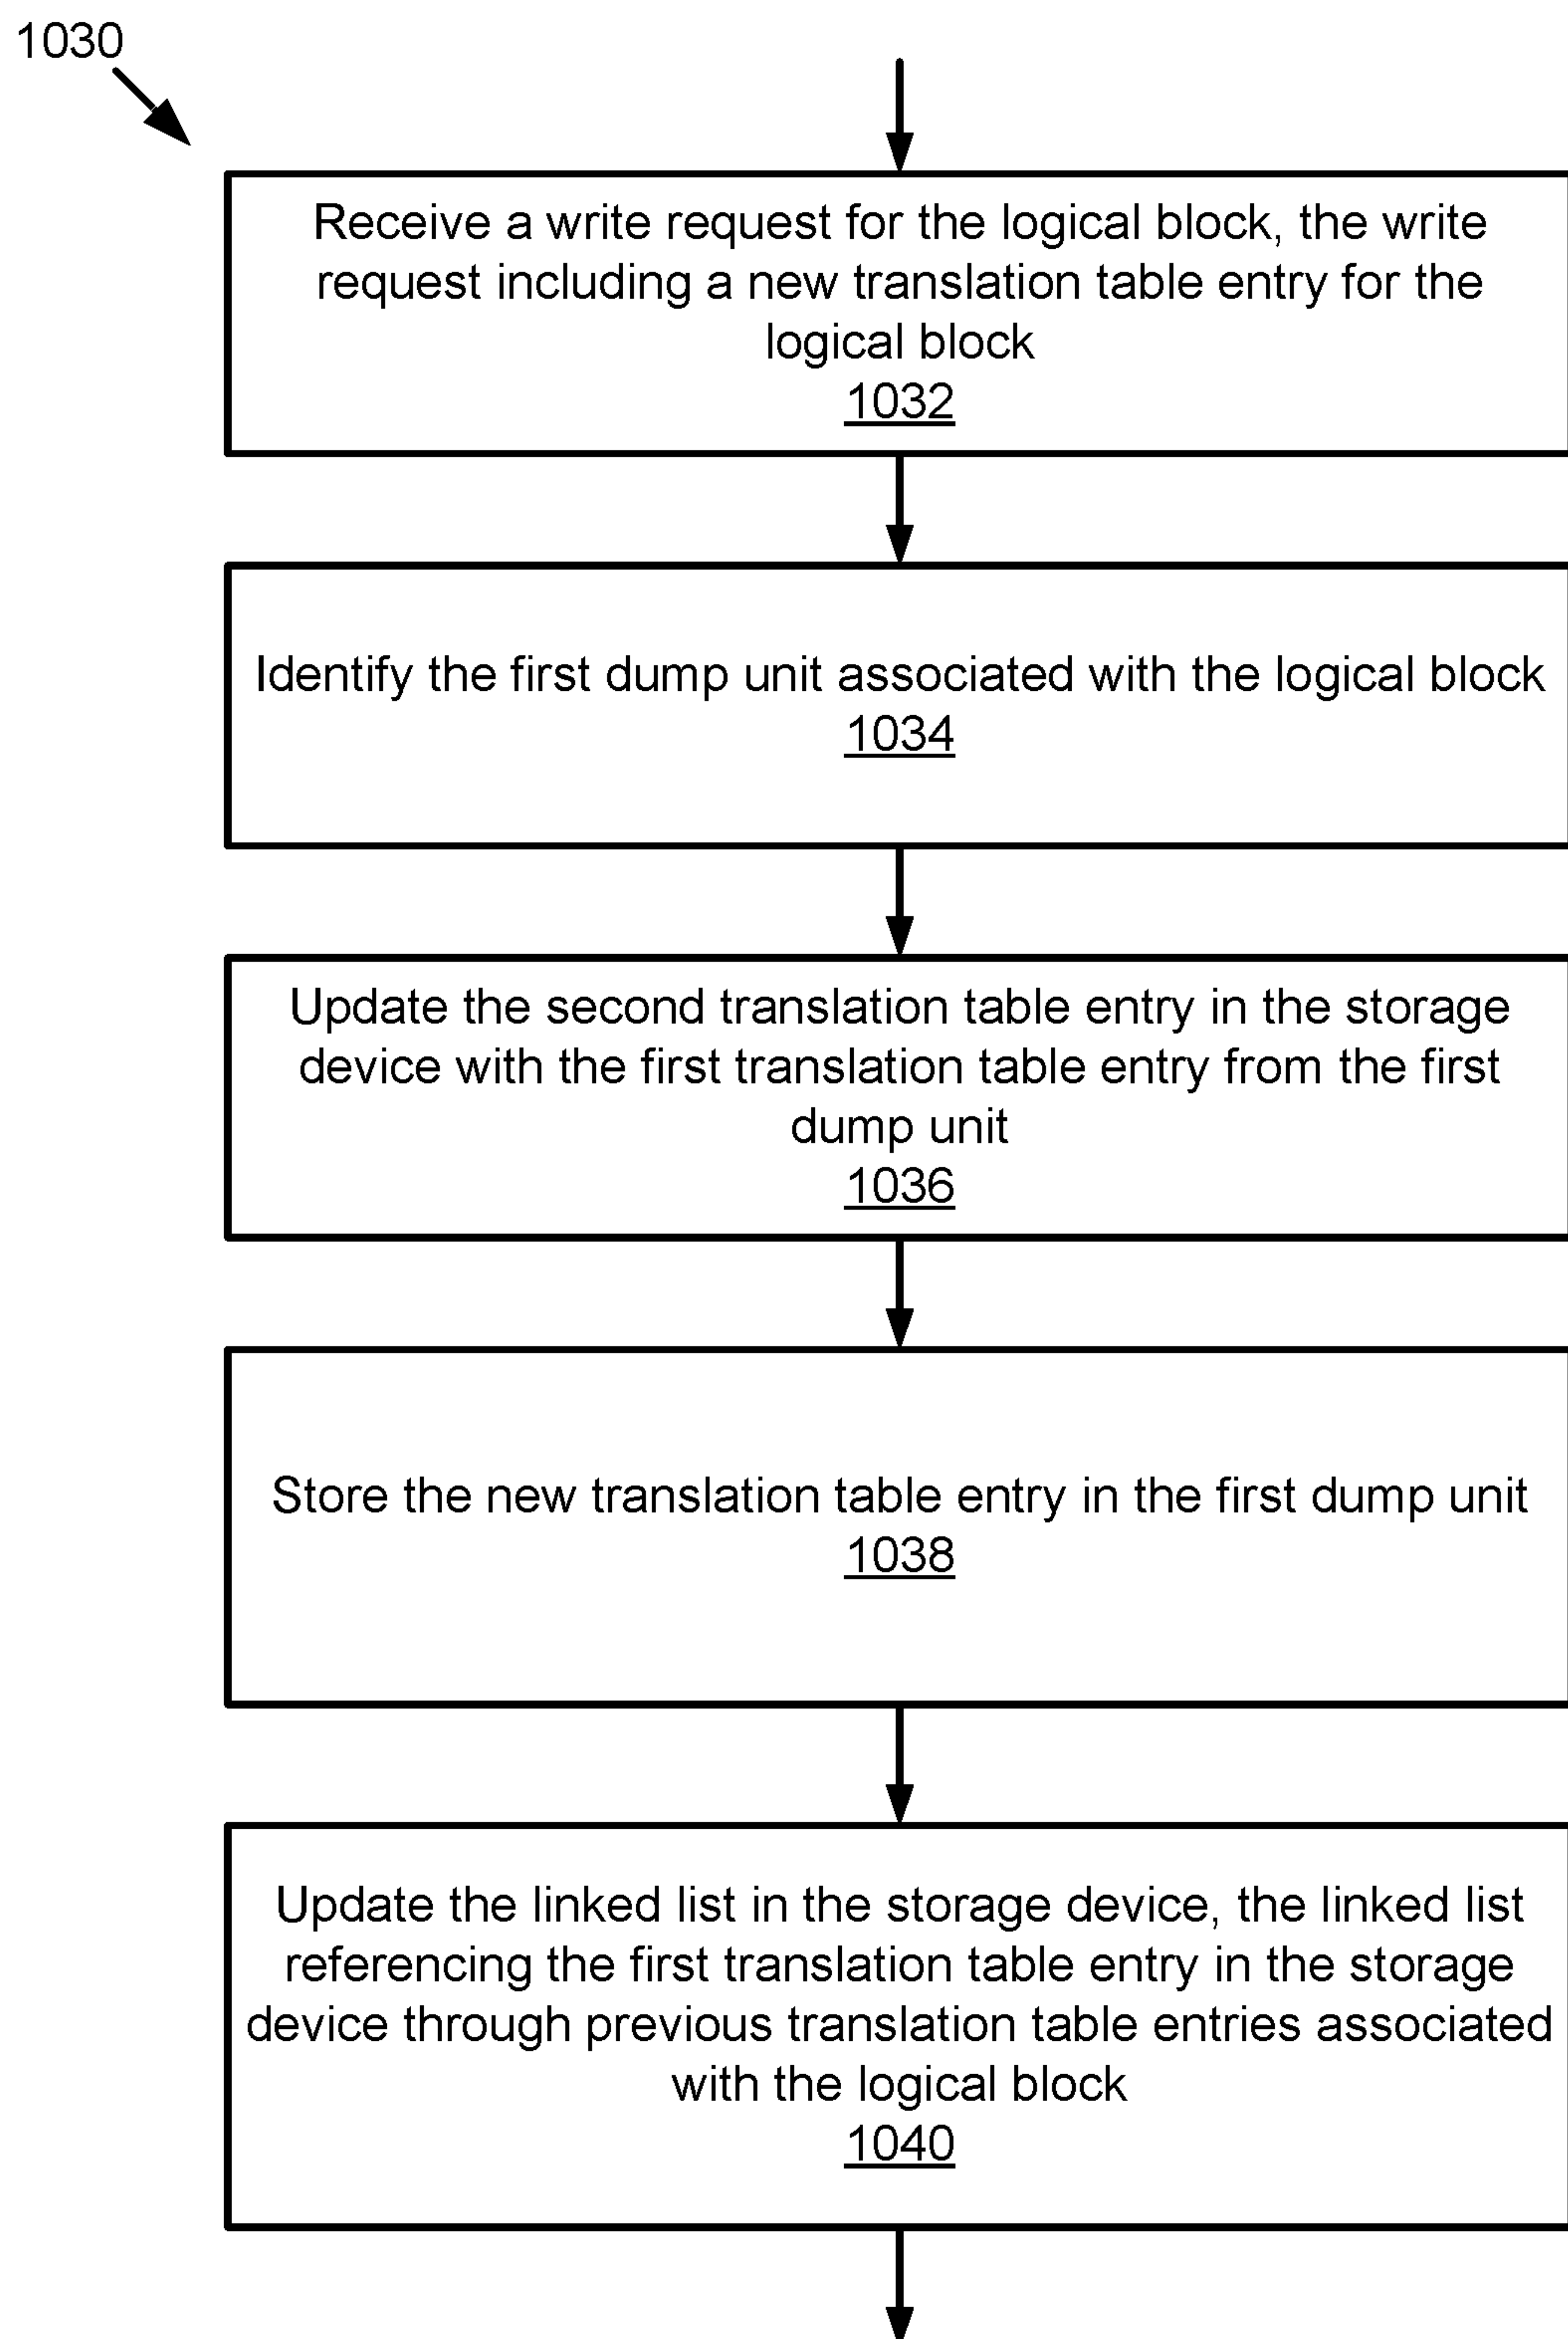 1030
Receive a write request for the logical block, the write
request including a new translation table entry for the
logical block
1032
Identify the first dump unit associated with the logical block
1034
Update the second translation table entry in the storage
device with the first translation table entry from the first
dump unit
1036
Store the new translation table entry in the first dump unit
1038
Update the linked list in the storage device, the linked list
referencing the first translation table entry in the storage
device through previous translation table entries associated
with the logical block
1040